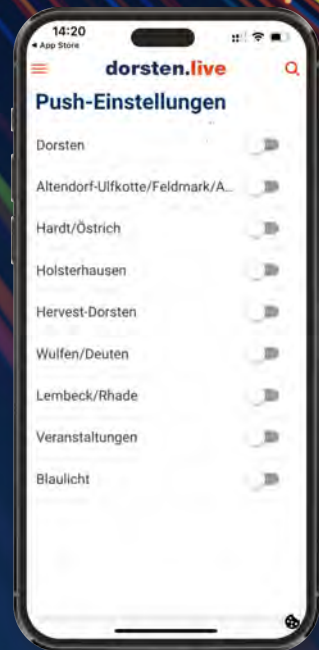 14:20
◀ App Store
dorsten.live
Push-Einstellungen
Dorsten
Altendorf-Ulfkotte/Feldmark/A...
Hardt/Östrich
Holsterhausen
Hervest-Dorsten
Wulfen/Deuten
Lembeck/Rhade
Veranstaltungen
Blaulicht